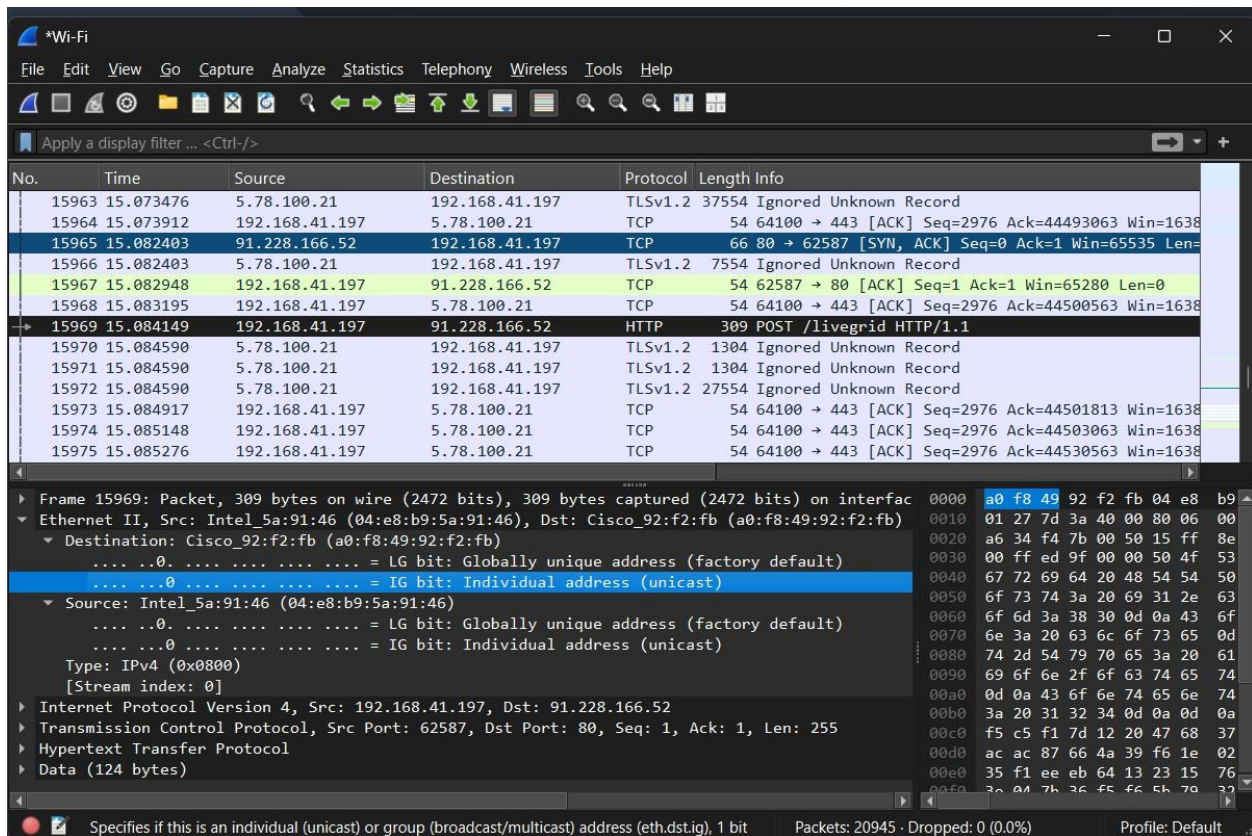 *Wi-Fi
File Edit View Go Capture Analyze Statistics Telephony Wireless Tools Help
Apply a display filter ... <Ctrl-/>
No. Time Source Destination Protocol Length Info
15963 15.073476 5.78.100.21 192.168.41.197 TLSv1.2 37554 Ignored Unknown Record
15964 15.073912 192.168.41.197 5.78.100.21 TCP 54 64100 → 443 [ACK] Seq=2976 Ack=44493063 Win=1638
15965 15.082403 91.228.166.52 192.168.41.197 TCP 66 80 → 62587 [SYN, ACK] Seq=0 Ack=1 Win=65535 Len=
15966 15.082403 5.78.100.21 192.168.41.197 TLSv1.2 7554 Ignored Unknown Record
15967 15.082948 192.168.41.197 91.228.166.52 TCP 54 62587 → 80 [ACK] Seq=1 Ack=1 Win=65280 Len=0
15968 15.083195 192.168.41.197 5.78.100.21 TCP 54 64100 → 443 [ACK] Seq=2976 Ack=44500563 Win=1638
15969 15.084149 192.168.41.197 91.228.166.52 HTTP 309 POST /livegrid HTTP/1.1
15970 15.084590 5.78.100.21 192.168.41.197 TLSv1.2 1304 Ignored Unknown Record
15971 15.084590 5.78.100.21 192.168.41.197 TLSv1.2 1304 Ignored Unknown Record
15972 15.084590 5.78.100.21 192.168.41.197 TLSv1.2 27554 Ignored Unknown Record
15973 15.084917 192.168.41.197 5.78.100.21 TCP 54 64100 → 443 [ACK] Seq=2976 Ack=44501813 Win=1638
15974 15.085148 192.168.41.197 5.78.100.21 TCP 54 64100 → 443 [ACK] Seq=2976 Ack=44503063 Win=1638
15975 15.085276 192.168.41.197 5.78.100.21 TCP 54 64100 → 443 [ACK] Seq=2976 Ack=44530563 Win=1638
Frame 15969: Packet, 309 bytes on wire (2472 bits), 309 bytes captured (2472 bits) on interfac
Ethernet II, Src: Intel_5a:91:46 (04:e8:b9:5a:91:46), Dst: Cisco_92:f2:fb (a0:f8:49:92:f2:fb)
Destination: Cisco_92:f2:fb (a0:f8:49:92:f2:fb)
.... ..0. .... .... .... .... = LG bit: Globally unique address (factory default)
.... ...0 .... .... .... .... = IG bit: Individual address (unicast)
Source: Intel_5a:91:46 (04:e8:b9:5a:91:46)
.... ..0. .... .... .... .... = LG bit: Globally unique address (factory default)
.... ...0 .... .... .... .... = IG bit: Individual address (unicast)
Type: IPv4 (0x0800)
[Stream index: 0]
Internet Protocol Version 4, Src: 192.168.41.197, Dst: 91.228.166.52
Transmission Control Protocol, Src Port: 62587, Dst Port: 80, Seq: 1, Ack: 1, Len: 255
Hypertext Transfer Protocol
Data (124 bytes)
0000 a0 f8 49 92 f2 fb 04 e8 b9
0010 01 27 7d 3a 40 00 80 06 00
0020 a6 34 f4 7b 00 50 15 ff 8e
0030 00 ff ed 9f 00 00 50 4f 53
0040 67 72 69 64 20 48 54 54 50
0050 6f 73 74 3a 20 69 31 2e 63
0060 6f 6d 3a 38 30 0d 0a 43 6f
0070 6e 3a 20 63 6c 6f 73 65 0d
0080 74 2d 54 79 70 65 3a 20 61
0090 69 6f 6e 2f 6f 63 74 65 74
00a0 0d 0a 43 6f 6e 74 65 6e 74
00b0 3a 20 31 32 34 0d 0a 0d 0a
00c0 f5 c5 f1 7d 12 20 47 68 37
00d0 ac ac 87 66 4a 39 f6 1e 02
00e0 35 f1 ee eb 64 13 23 15 76
00f0 3e 04 7b 36 f5 f6 5b 79 32
Specifies if this is an individual (unicast) or group (broadcast/multicast) address (eth.dst.ig), 1 bit Packets: 20945 · Dropped: 0 (0.0%) Profile: Default